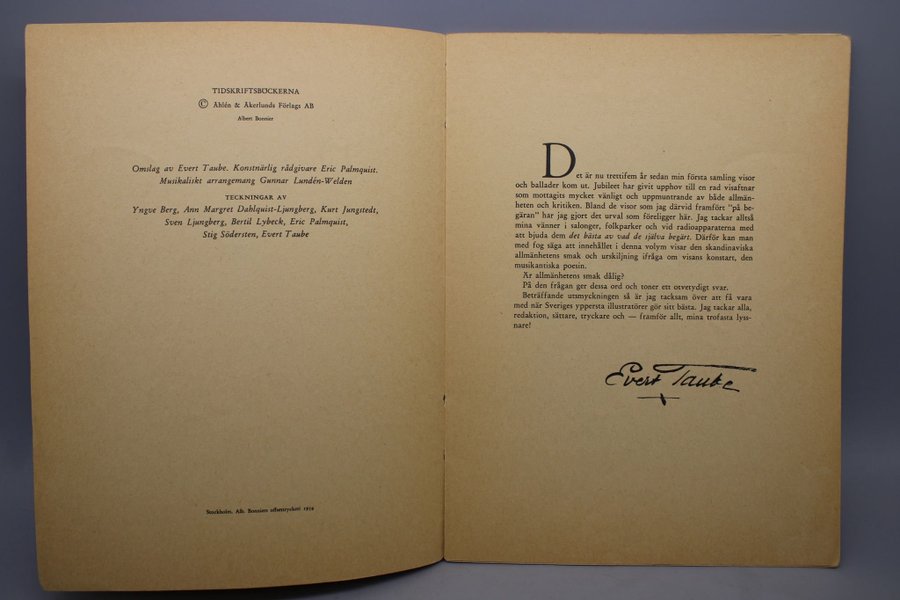 TIDSKRIFTSBÖCKERNA
© Åhlén & Åkerlunds Förlags AB
Albert Bonnier
Omslag av Evert Taube. Konstnärlig rådgivare Eric Palmquist.
Musikaliskt arrangemang Gunnar Lundén-Welden
TECKNINGAR AV
Yngve Berg, Ann Margret Dahlquist-Ljungberg, Kurt Jungstedt,
Sven Ljungberg, Bertil Lybeck, Eric Palmquist,
Stig Södersten, Evert Taube
Stockholm. Alb. Bonniers offsettryckeri
Det är nu trettifem år sedan min första samling visor
och ballader kom ut. Jubileet har givit upphov till en rad visaftnar
som mottagits mycket vänligt och uppmuntrande av både allmän-
heten och kritiken. Bland de visor som jag därvid framfört "på be-
gäran" har jag gjort det urval som föreligger här. Jag tackar alltså
mina vänner i salonger, folkparker och vid radioapparaterna med
att bjuda dem det bästa av vad de själva begärt. Därför kan man
med fog säga att innehållet i denna volym visar den skandinaviska
allmänhetens smak och urskiljning ifråga om visans konstart, den
musikantiska poesin.
Är allmänhetens smak dålig?
På den frågan ger dessa ord och toner ett otvetydigt svar.
Beträffande utsmyckningen så är jag tacksam över att få vara
med när Sveriges yppersta illustratörer gör sitt bästa. Jag tackar alla,
redaktion, sättare, tryckare och — framför allt, mina trofasta lyss-
nare!
Evert Taube